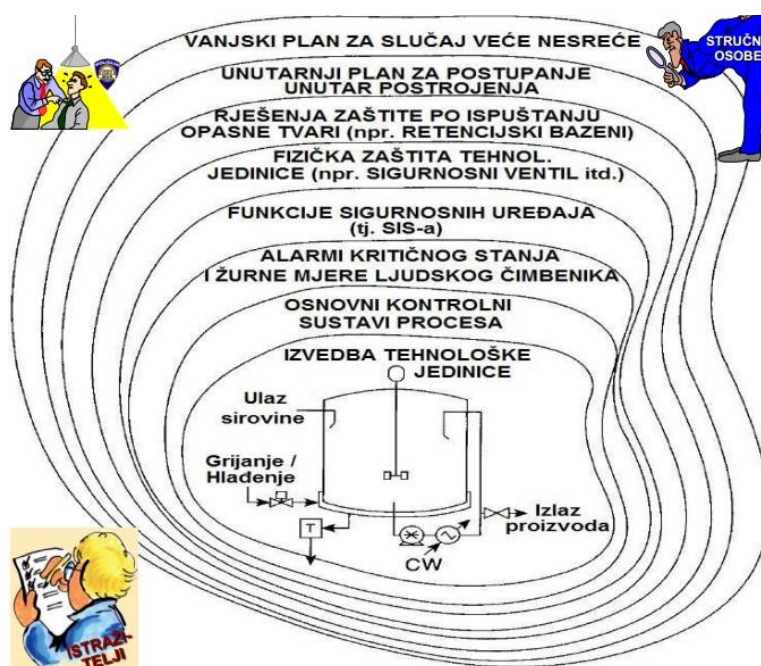 VANJSKI PLAN ZA SLUČAJ VEĆE NESREĆE
STRUČNE
OSOBE
UNUTARNJI PLAN ZA POSTUPANJE
UNUTAR POSTROJENJA
RJEŠENJA ZAŠTITE PO ISPUŠTANJU
OPASNE TVARI (npr. RETENCIJSKI BAZENI)
FIZIČKA ZAŠTITA TEHNOL.
JEDINICE (npr. SIGURNOSNI VENTIL itd.)
FUNKCIJE SIGURNOSNIH UREĐAJA
(tj. SIS-a)
ALARMI KRITIČNOG STANJA
I ŽURNE MJERE LJUDSKOG ČIMBENIKA
OSNOVNI KONTROLNI
SUSTAVI PROCESA
IZVEDBA TEHNOLOŠKE
JEDINICE
Ulaz
sirovine
Grijanje /
Hlađenje
T
CW
Izlaz
proizvoda
ISTRAŽI-
TELJI